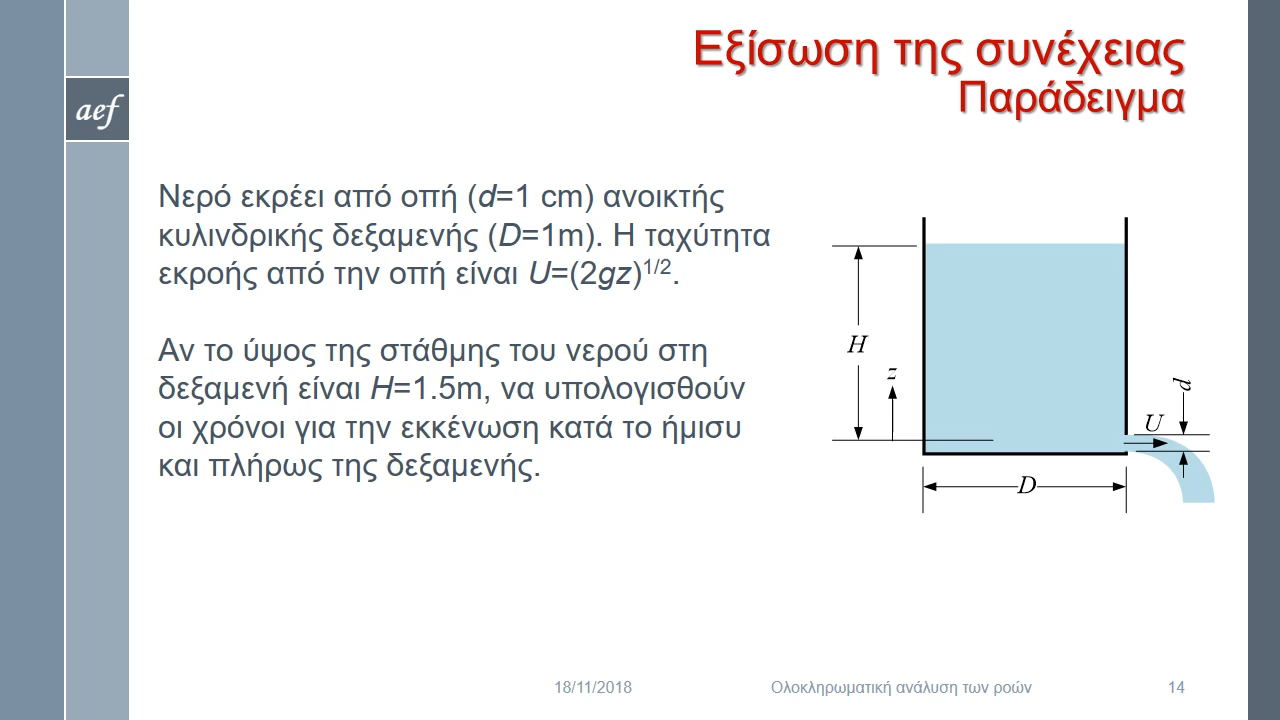 Εξίσωση της συνέχειας
Παράδειγμα
aef
Νερό εκρέει από οπή (d=1 cm) ανοικτής
κυλινδρικής δεξαμενής (D=1m). Η ταχύτητα
εκροής από την οπή είναι U=(2gz)^{1/2}.
Αν το ύψος της στάθμης του νερού στη
δεξαμενή είναι H=1.5m, να υπολογισθούν
οι χρόνοι για την εκκένωση κατά το ήμισυ
και πλήρως της δεξαμενής.
H
z
d
U
D
18/11/2018
Ολοκληρωματική ανάλυση των ροών
14